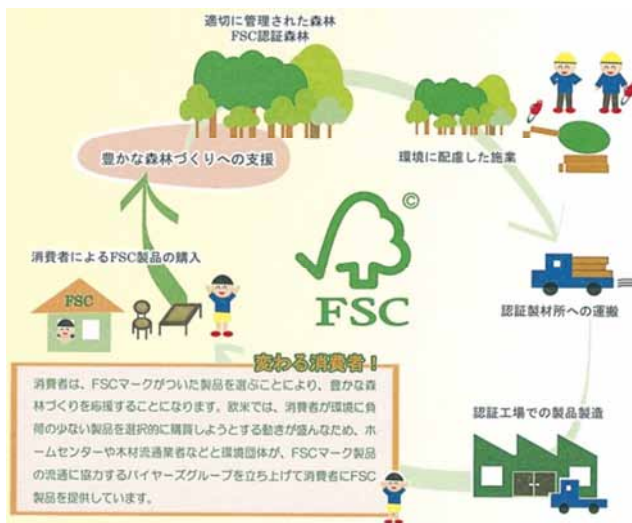 適切に管理された森林
FSC認証森林
豊かな森林づくりへの支援
環境に配慮した施業
消費者によるFSC製品の購入
FSC
©
FSC
認証製材所への運搬
変わる消費者!
消費者は、FSCマークがついた製品を選ぶことにより、豊かな森
林づくりを応援することになります。欧米では、消費者が環境に負
荷の少ない製品を選択的に購買しようとする動きが盛んなため、ホ
ームセンターや木材流通業者などと環境団体が、FSCマーク製品
の流通に協力するバイヤーズグループを立ち上げて消費者にFSC
製品を提供しています。
認証工場での製品製造